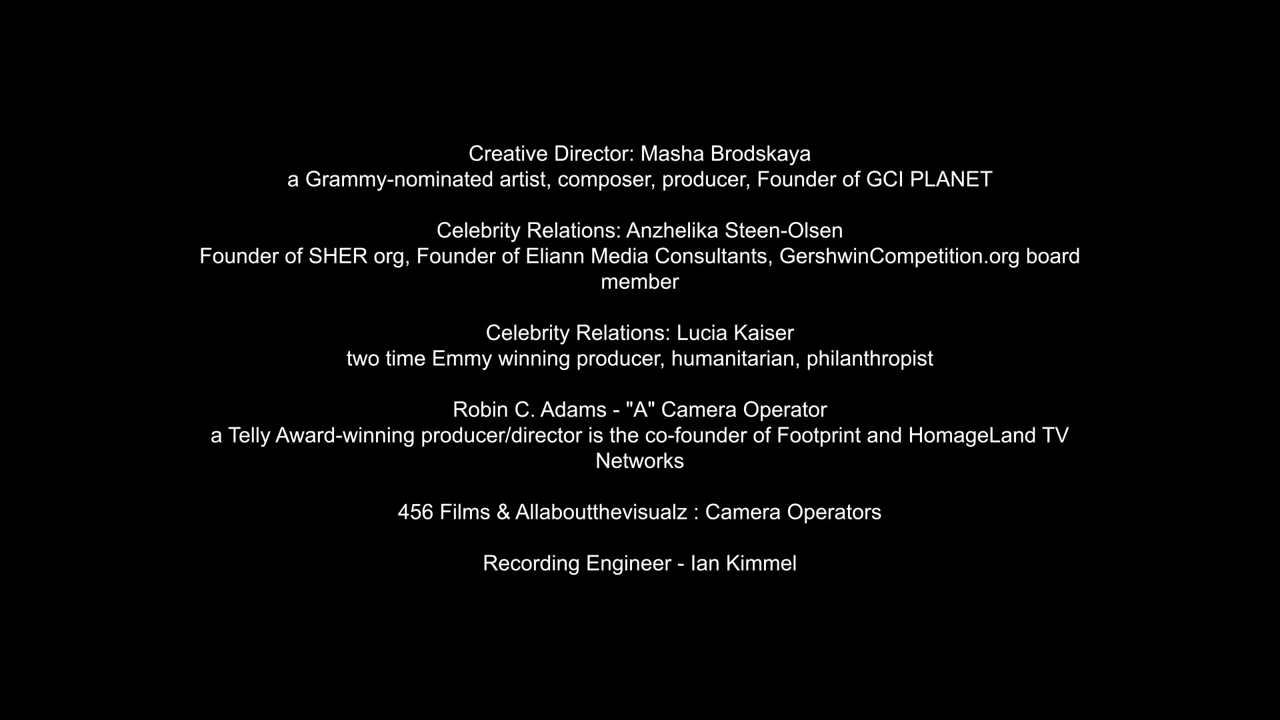 Creative Director: Masha Brodskaya
a Grammy-nominated artist, composer, producer, Founder of GCI PLANET
Celebrity Relations: Anzhelika Steen-Olsen
Founder of SHER org, Founder of Eliann Media Consultants, GershwinCompetition.org board
member
Celebrity Relations: Lucia Kaiser
two time Emmy winning producer, humanitarian, philanthropist
Robin C. Adams - "A" Camera Operator
a Telly Award-winning producer/director is the co-founder of Footprint and HomageLand TV
Networks
456 Films & Allaboutthevisualz : Camera Operators
Recording Engineer - Ian Kimmel